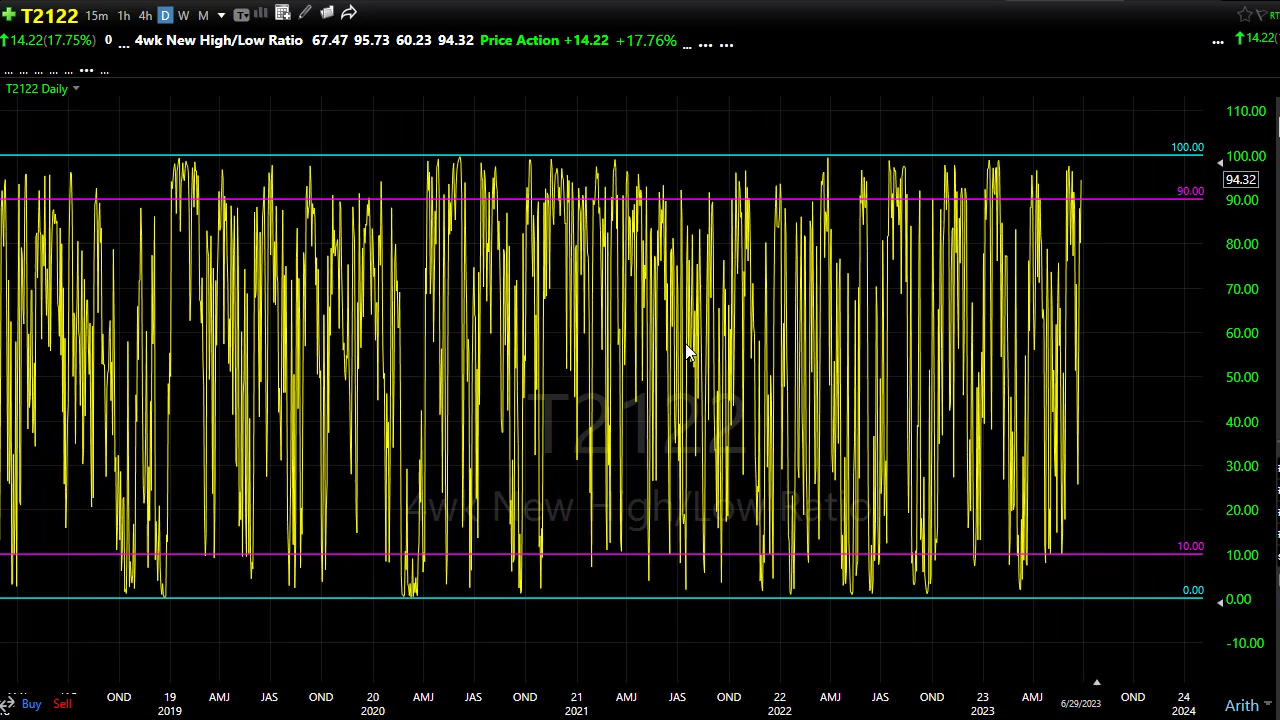 T2122 15m 1h 4h D W M RT
14.22(17.75%) 0 ... 4wk New High/Low Ratio 67.47 95.73 60.23 94.32 Price Action +14.22 +17.76% ... ... ... ... 14.22(
... ... ... ... ... ... ...
T2122 Daily
110.00
100.00 100.00
94.32
90.00 90.00
80.00
70.00
60.00
50.00
T2122
40.00
30.00
4wk New High/Low Ratio
20.00
10.00 10.00
0.00 0.00
-10.00
OND 19 AMJ JAS OND 20 AMJ JAS OND 21 AMJ JAS OND 22 AMJ JAS OND 23 AMJ OND 24
Buy Sell 2019 2020 2021 2022 2023 6/29/2023 2024 Arith